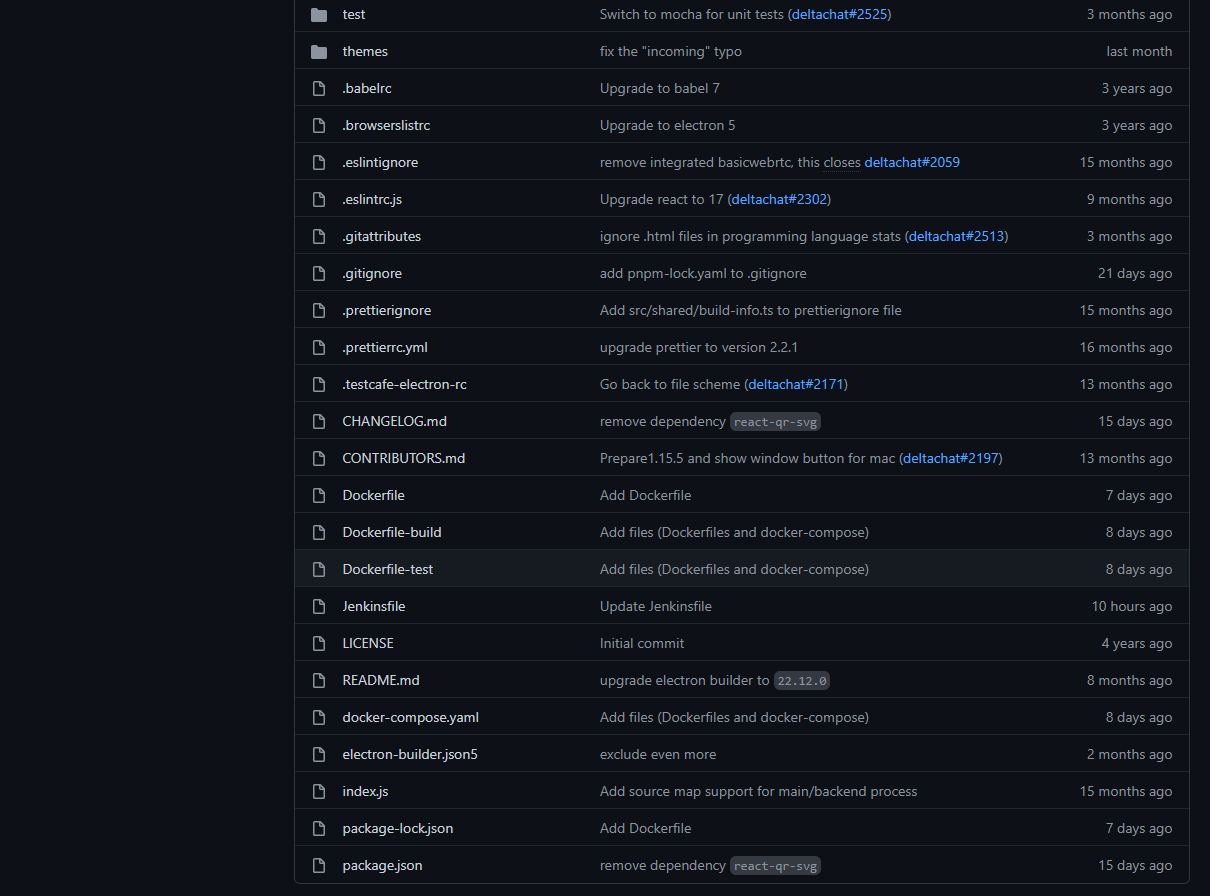 test Switch to mocha for unit tests (deltachat#2525) 3 months ago
themes fix the "incoming" typo last month
.babelrc Upgrade to babel 7 3 years ago
.browserslistrc Upgrade to electron 5 3 years ago
.eslintignore remove integrated basicwebrtc, this closes deltachat#2059 15 months ago
.eslintrc.js Upgrade react to 17 (deltachat#2302) 9 months ago
.gitattributes ignore .html files in programming language stats (deltachat#2513) 3 months ago
.gitignore add pnpm-lock.yaml to .gitignore 21 days ago
.prettierignore Add src/shared/build-info.ts to prettierignore file 15 months ago
.prettierrc.yml upgrade prettier to version 2.2.1 16 months ago
.testcafe-electron-rc Go back to file scheme (deltachat#2171) 13 months ago
CHANGELOG.md remove dependency react-qr-svg 15 days ago
CONTRIBUTORS.md Prepare1.15.5 and show window button for mac (deltachat#2197) 13 months ago
Dockerfile Add Dockerfile 7 days ago
Dockerfile-build Add files (Dockerfiles and docker-compose) 8 days ago
Dockerfile-test Add files (Dockerfiles and docker-compose) 8 days ago
Jenkinsfile Update Jenkinsfile 10 hours ago
LICENSE Initial commit 4 years ago
README.md upgrade electron builder to 22.12.0 8 months ago
docker-compose.yaml Add files (Dockerfiles and docker-compose) 8 days ago
electron-builder.json5 exclude even more 2 months ago
index.js Add source map support for main/backend process 15 months ago
package-lock.json Add Dockerfile 7 days ago
package.json remove dependency react-qr-svg 15 days ago